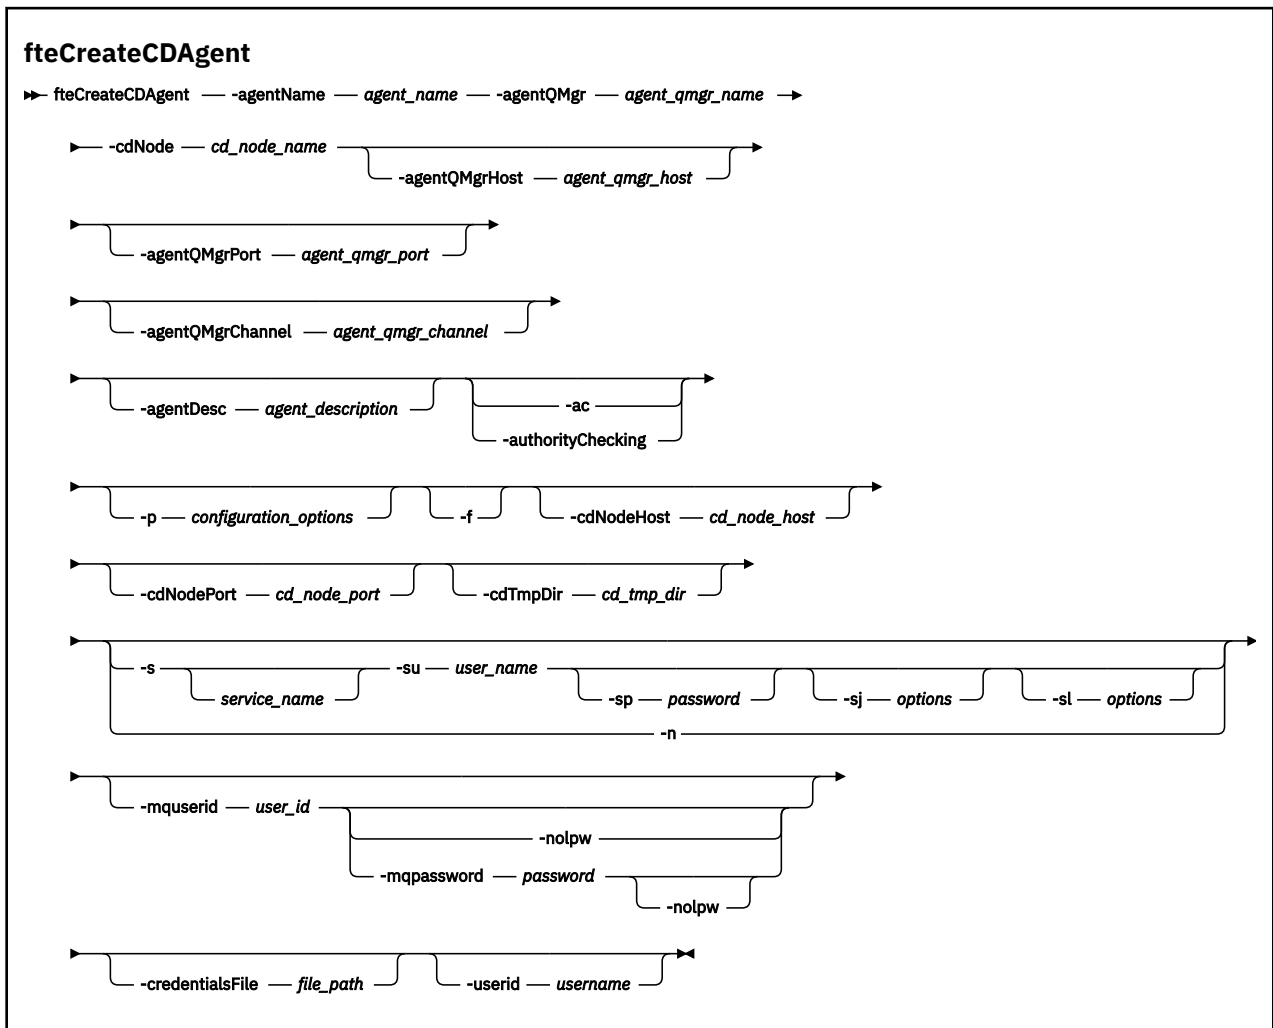 fteCreateCDAgent
fteCreateCDAgent -agentName agent_name -agentQMgr agent_qmgr_name
-cdNode cd_node_name
-agentQMgrHost agent_qmgr_host
-agentQMgrPort agent_qmgr_port
-agentQMgrChannel agent_qmgr_channel
-agentDesc agent_description -ac
-authorityChecking
-p configuration_options -f -cdNodeHost cd_node_host
-cdNodePort cd_node_port -cdTmpDir cd_tmp_dir
-s -su user_name
service_name -sp password -sj options -sl options
-n
-mquserid user_id
-nolpw
-mqpassword password
-nolpw
-credentialsFile file_path -userid username